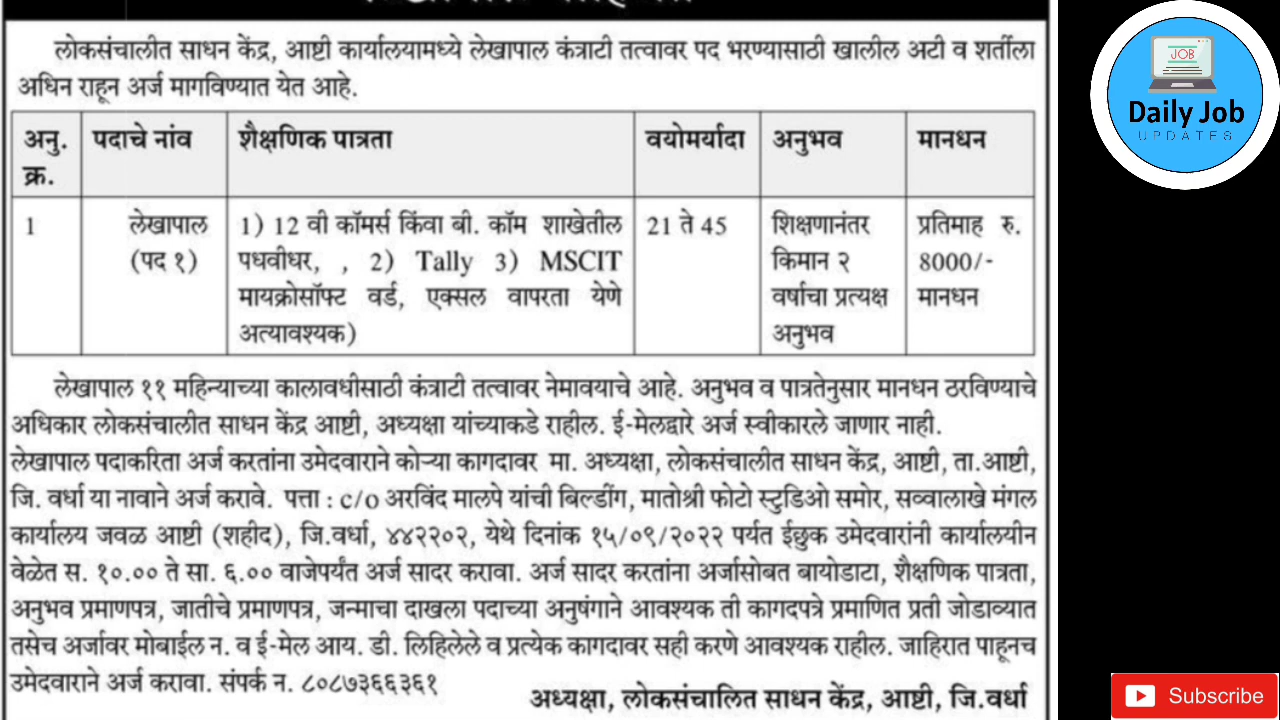 लोकसंचालीत साधन केंद्र, आष्टी कार्यालयामध्ये लेखापाल कंत्राटी तत्वावर पद भरण्यासाठी खालील अटी व शर्तीला
अधिन राहून अर्ज मागविण्यात येत आहे.
अनु. पदाचे नांव शैक्षणिक पात्रता वयोमर्यादा अनुभव मानधन
क्र.
1 लेखापाल 1) 12 वी कॉमर्स किंवा बी. कॉम शाखेतील 21 ते 45 शिक्षणानंतर प्रतिमाह रु.
(पद १) पधवीधर, , 2) Tally 3) MSCIT किमान २ 8000/-
मायक्रोसॉफ्ट वर्ड, एक्सल वापरता येणे वर्षाचा प्रत्यक्ष मानधन
अत्यावश्यक) अनुभव
लेखापाल ११ महिन्याच्या कालावधीसाठी कंत्राटी तत्वावर नेमावयाचे आहे. अनुभव व पात्रतेनुसार मानधन ठरविण्याचे
अधिकार लोकसंचालीत साधन केंद्र आष्टी, अध्यक्षा यांच्याकडे राहील. ई-मेलद्वारे अर्ज स्वीकारले जाणार नाही.
लेखापाल पदाकरिता अर्ज करतांना उमेदवाराने कोऱ्या कागदावर मा. अध्यक्षा, लोकसंचालीत साधन केंद्र, आष्टी, ता.आष्टी,
जि. वर्धा या नावाने अर्ज करावे. पत्ता : c/o अरविंद मालपे यांची बिल्डींग, मातोश्री फोटो स्टुडिओ समोर, सव्वालाखे मंगल
कार्यालय जवळ आष्टी (शहीद), जि.वर्धा, ४४२२०२, येथे दिनांक १५/०९/२०२२ पर्यत ईछुक उमेदवारांनी कार्यालयीन
वेळेत स. १०.०० ते सा. ६.०० वाजेपर्यंत अर्ज सादर करावा. अर्ज सादर करतांना अर्जासोबत बायोडाटा, शैक्षणिक पात्रता,
अनुभव प्रमाणपत्र, जातीचे प्रमाणपत्र, जन्माचा दाखला पदाच्या अनुषंगाने आवश्यक ती कागदपत्रे प्रमाणित प्रती जोडाव्यात
तसेच अर्जावर मोबाईल न. व ई-मेल आय. डी. लिहिलेले व प्रत्येक कागदावर सही करणे आवश्यक राहील. जाहिरात पाहूनच
उमेदवाराने अर्ज करावा. संपर्क न. ८०८७३६६३६१
अध्यक्षा, लोकसंचालित साधन केंद्र, आष्टी, जि.वर्धा
JOB
Daily Job
UPDATES
Subscribe